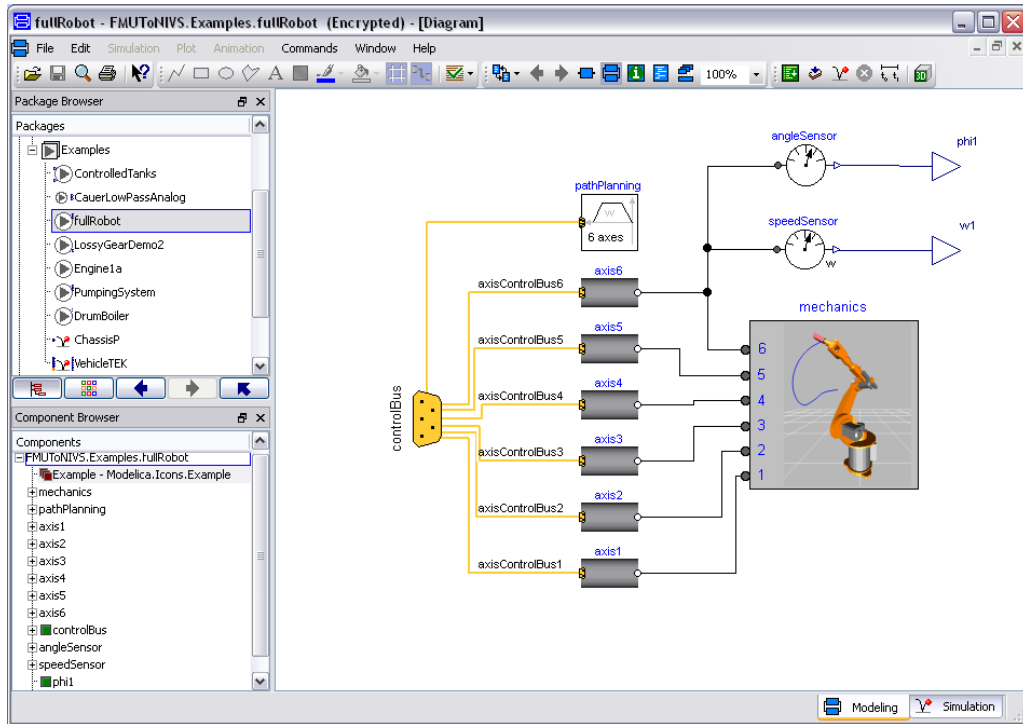 fullRobot - FMUToNIVS.Examples.fullRobot (Encrypted) - [Diagram]
File Edit Simulation Plot Animation Commands Window Help
100%
Package Browser
Packages
Examples
ControlledTanks
CauerLowPassAnalog
fullRobot
LossyGearDemo2
Engine1a
PumpingSystem
DrumBoiler
ChassisP
VehicleTEK
Component Browser
Components
FMUToNIVS.Examples.fullRobot
Example - Modelica.Icons.Example
mechanics
pathPlanning
axis1
axis2
axis3
axis4
axis5
axis6
controlBus
angleSensor
speedSensor
phi1
angleSensor
phi1
pathPlanning
w
6 axes
speedSensor
w
w1
axisControlBus6
axis6
axisControlBus5
axis5
axisControlBus4
axis4
axisControlBus3
axis3
axisControlBus2
axis2
axisControlBus1
axis1
controlBus
mechanics
6
5
4
3
2
1
Modeling
Simulation